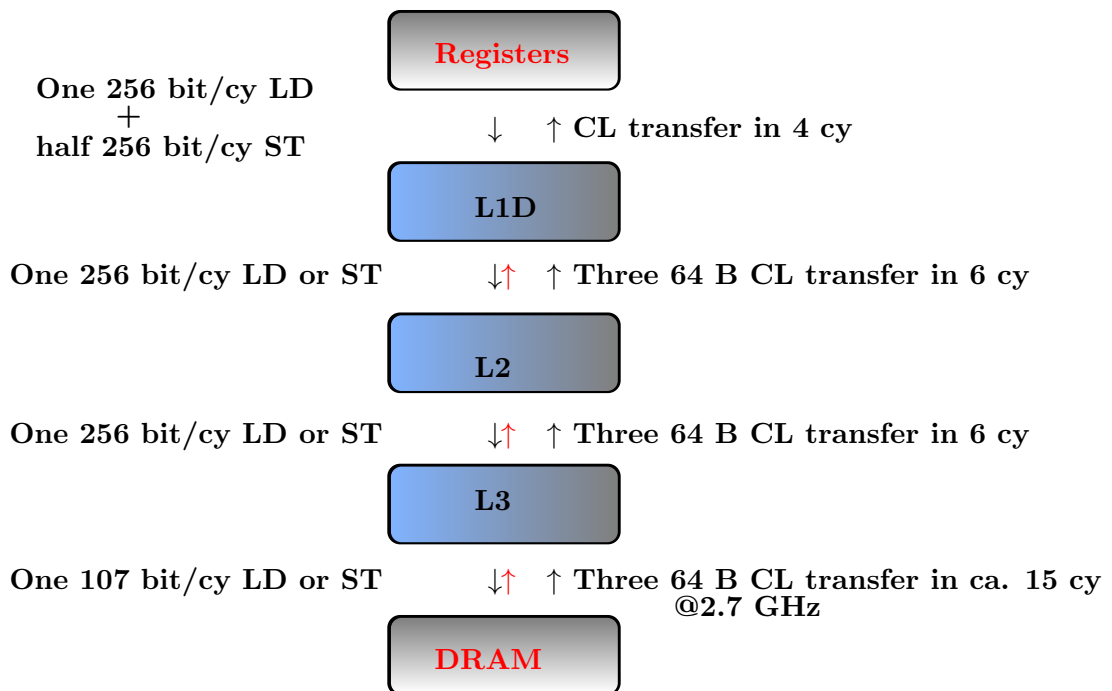 Registers
One 256 bit/cy LD
+
half 256 bit/cy ST
↓ ↑ CL transfer in 4 cy
L1D
One 256 bit/cy LD or ST ↓↑ ↑ Three 64 B CL transfer in 6 cy
L2
One 256 bit/cy LD or ST ↓↑ ↑ Three 64 B CL transfer in 6 cy
L3
One 107 bit/cy LD or ST ↓↑ ↑ Three 64 B CL transfer in ca. 15 cy
@2.7 GHz
DRAM